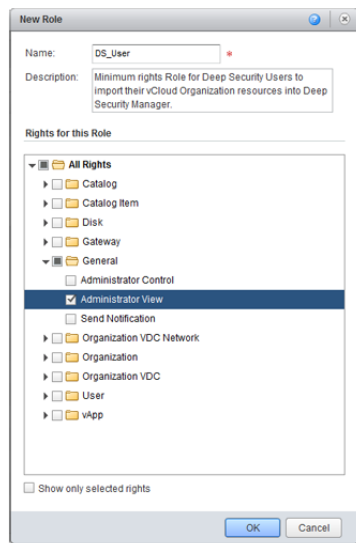 New Role
Name:
DS_User
*
Description:
Minimum rights Role for Deep Security Users to
import their vCloud Organization resources into Deep
Security Manager.
Rights for this Role
All Rights
Catalog
Catalog Item
Disk
Gateway
General
Administrator Control
Administrator View
Send Notification
Organization VDC Network
Organization
Organization VDC
User
vApp
Show only selected rights
OK
Cancel